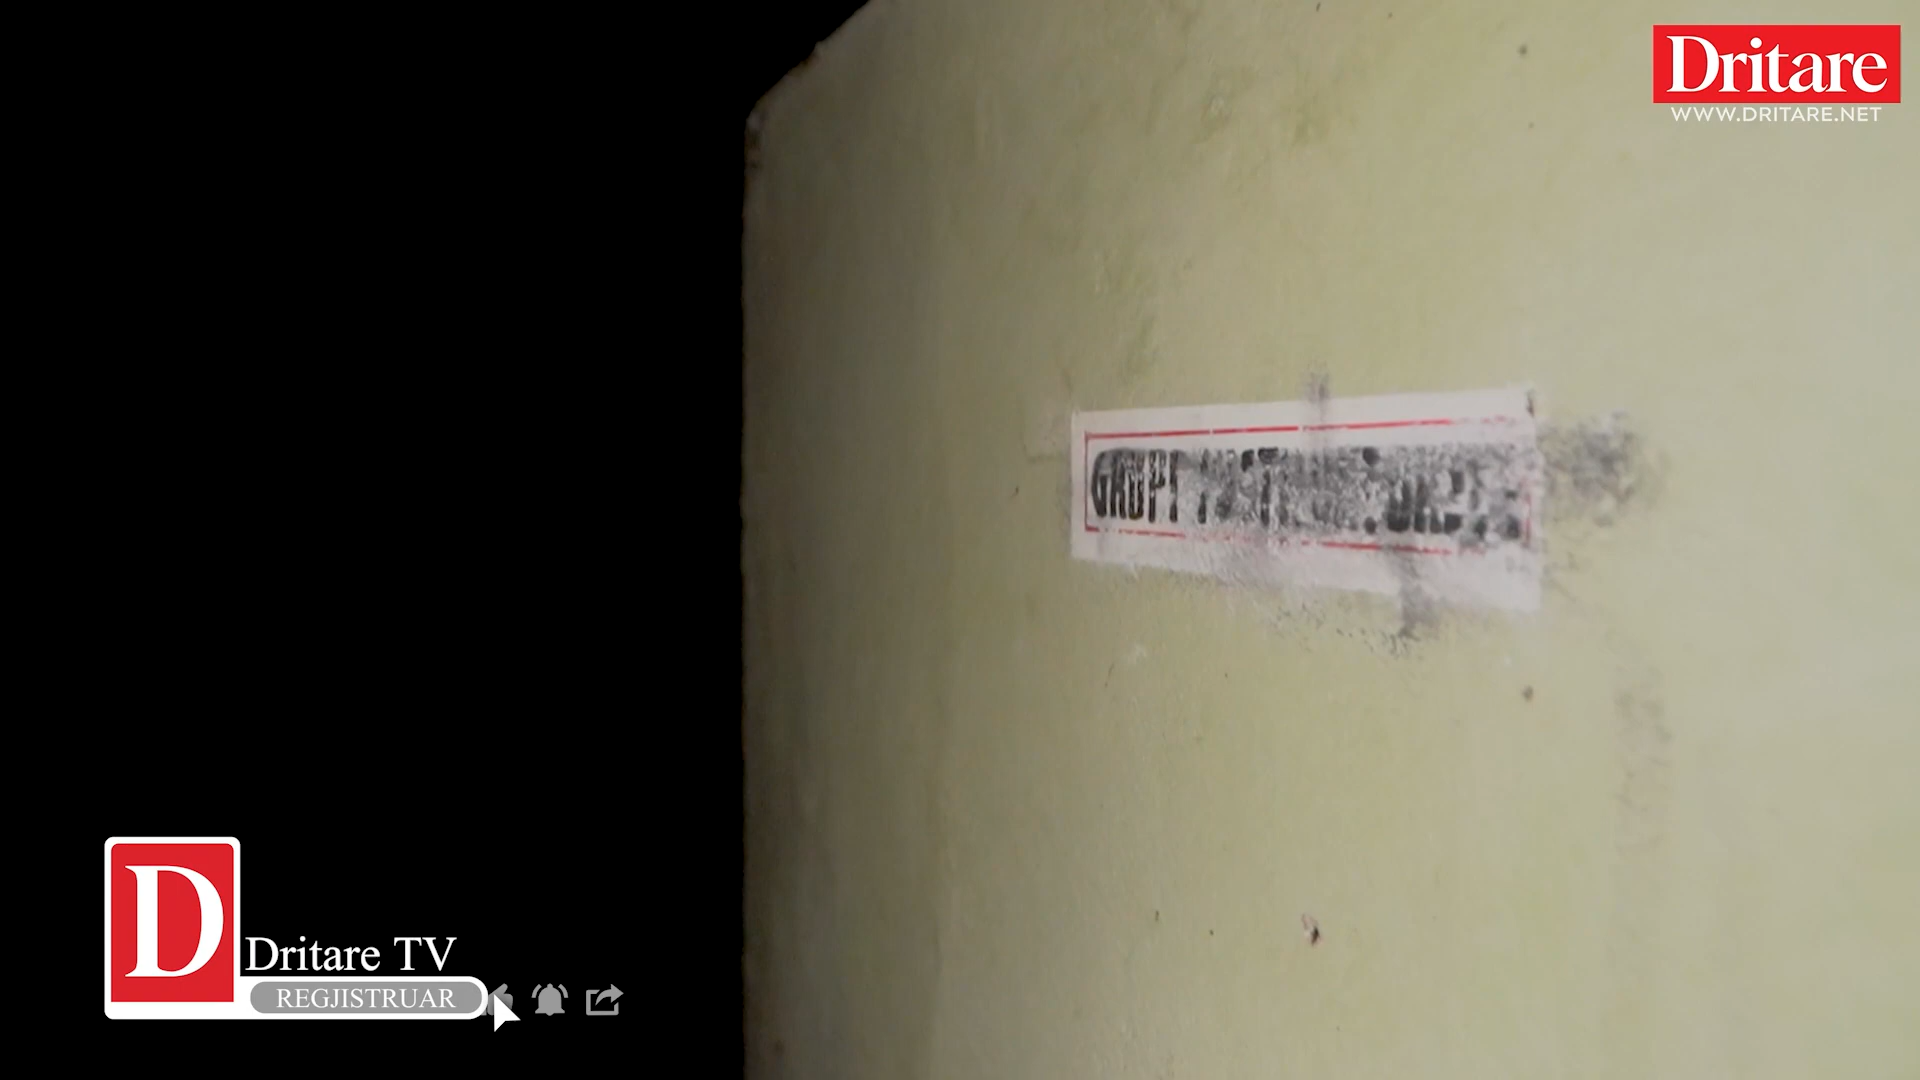 Dritare
WWW.DRITARE.NET
GRUPI
D
Dritare TV
REGJISTRUAR